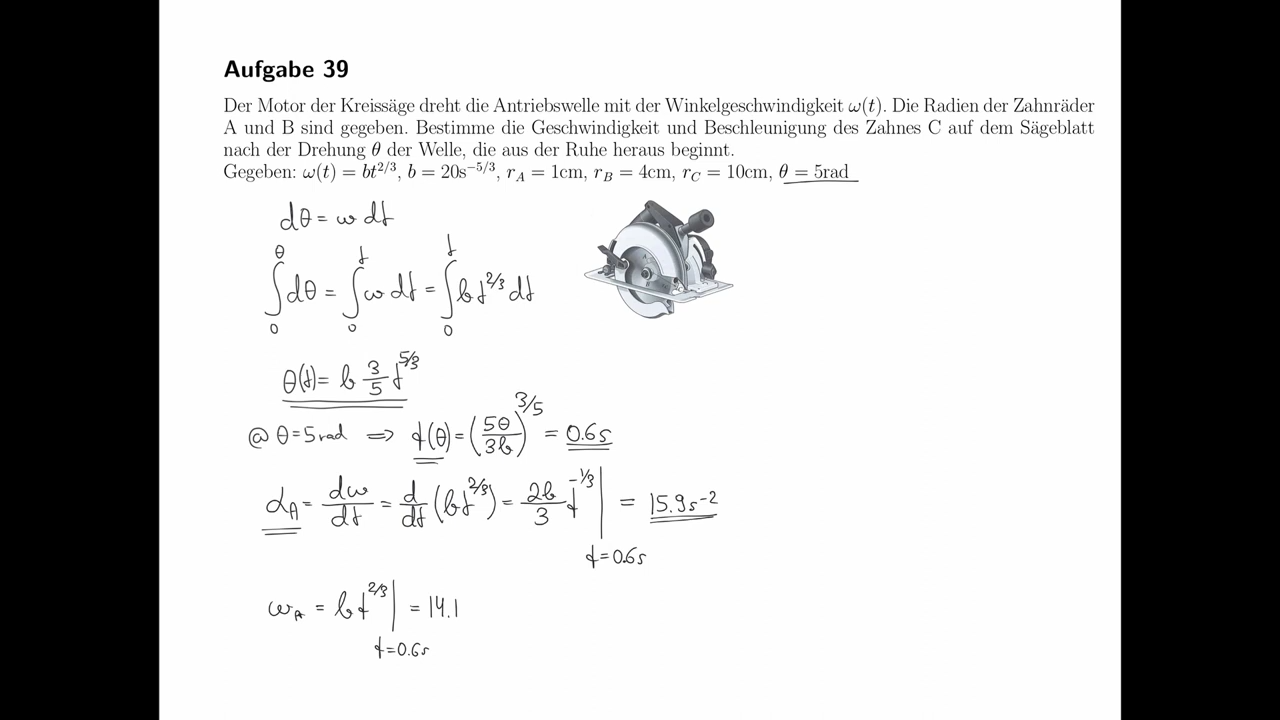 Aufgabe 39
Der Motor der Kreissäge dreht die Antriebswelle mit der Winkelgeschwindigkeit ω(t). Die Radien der Zahnräder
A und B sind gegeben. Bestimme die Geschwindigkeit und Beschleunigung des Zahnes C auf dem Sägeblatt
nach der Drehung θ der Welle, die aus der Ruhe heraus beginnt.
Gegeben: ω(t) = bt^{2/3}, b = 20s^{−5/3}, r_A = 1cm, r_B = 4cm, r_C = 10cm, θ = 5rad
dθ = ω dt
∫_0^θ dθ = ∫_0^t ω dt = ∫_0^t b t^{2/3} dt
θ(t) = b 3/5 t^{5/3}
@ θ = 5 rad ⇒ t(θ) = (5θ/3b)^{3/5} = 0.6s
α_A = dω/dt = d/dt (b t^{2/3}) = 2b/3 t^{-1/3} | = 15.9s^{-2}
t = 0.6s
ω_A = b t^{2/3} | = 14.1
t = 0.6s